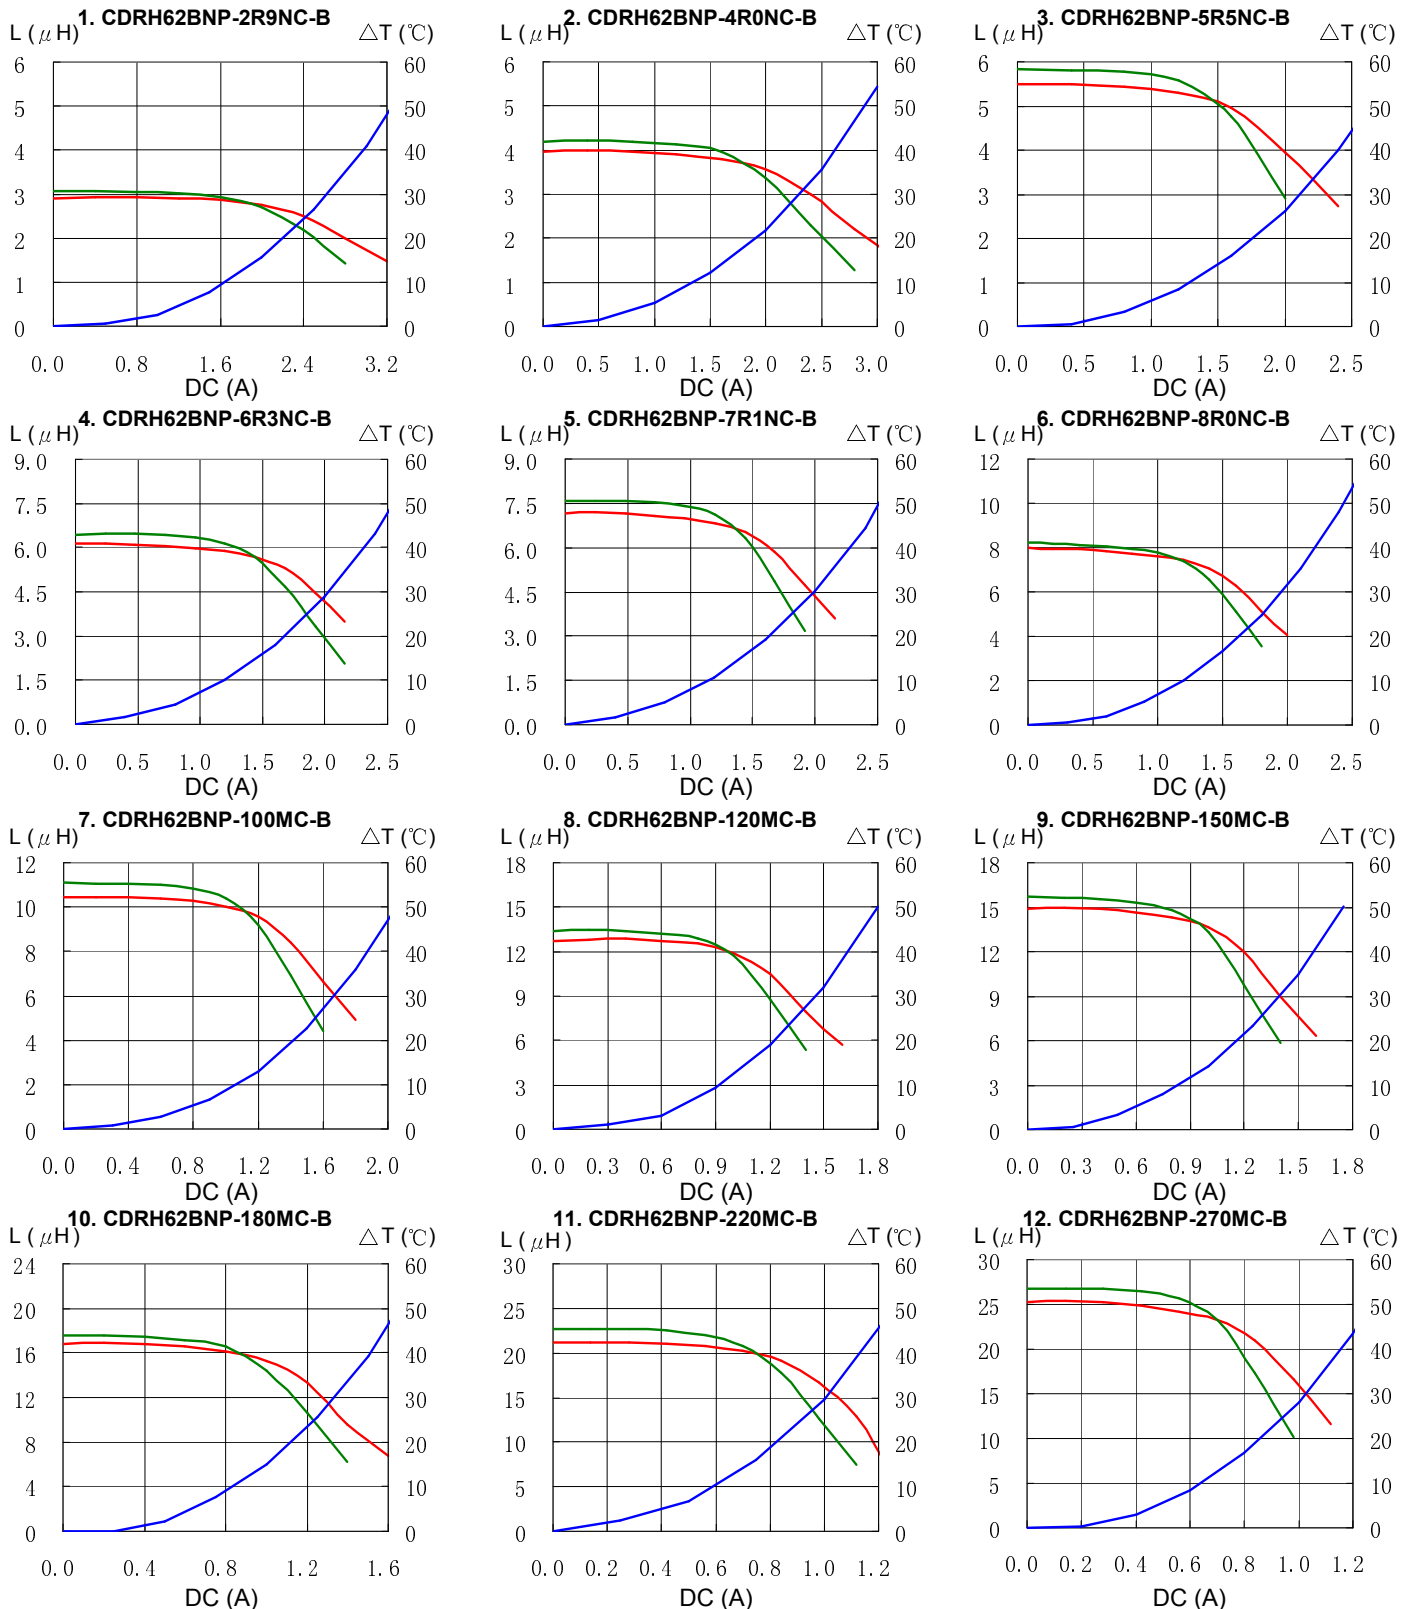 1. CDRH62BNP-2R9NC-B
L (μH) △T (℃)
6 60
5 50
4 40
3 30
2 20
1 10
0 0
0.0 0.8 1.6 2.4 3.2
DC (A)
2. CDRH62BNP-4R0NC-B
L (μH) △T (℃)
6 60
5 50
4 40
3 30
2 20
1 10
0 0
0.0 0.5 1.0 1.5 2.0 2.5 3.0
DC (A)
3. CDRH62BNP-5R5NC-B
L (μH) △T (℃)
6 60
5 50
4 40
3 30
2 20
1 10
0 0
0.0 0.5 1.0 1.5 2.0 2.5
DC (A)
4. CDRH62BNP-6R3NC-B
L (μH) △T (℃)
9.0 60
7.5 50
6.0 40
4.5 30
3.0 20
1.5 10
0.0 0
0.0 0.5 1.0 1.5 2.0 2.5
DC (A)
5. CDRH62BNP-7R1NC-B
L (μH) △T (℃)
9.0 60
7.5 50
6.0 40
4.5 30
3.0 20
1.5 10
0.0 0
0.0 0.5 1.0 1.5 2.0 2.5
DC (A)
6. CDRH62BNP-8R0NC-B
L (μH) △T (℃)
12 60
10 50
8 40
6 30
4 20
2 10
0 0
0.0 0.5 1.0 1.5 2.0 2.5
DC (A)
7. CDRH62BNP-100MC-B
L (μH) △T (℃)
12 60
10 50
8 40
6 30
4 20
2 10
0 0
0.0 0.4 0.8 1.2 1.6 2.0
DC (A)
8. CDRH62BNP-120MC-B
L (μH) △T (℃)
18 60
15 50
12 40
9 30
6 20
3 10
0 0
0.0 0.3 0.6 0.9 1.2 1.5 1.8
DC (A)
9. CDRH62BNP-150MC-B
L (μH) △T (℃)
18 60
15 50
12 40
9 30
6 20
3 10
0 0
0.0 0.3 0.6 0.9 1.2 1.5 1.8
DC (A)
10. CDRH62BNP-180MC-B
L (μH) △T (℃)
24 60
20 50
16 40
12 30
8 20
4 10
0 0
0.0 0.4 0.8 1.2 1.6
DC (A)
11. CDRH62BNP-220MC-B
L (μH) △T (℃)
30 60
25 50
20 40
15 30
10 20
5 10
0 0
0.0 0.2 0.4 0.6 0.8 1.0 1.2
DC (A)
12. CDRH62BNP-270MC-B
L (μH) △T (℃)
30 60
25 50
20 40
15 30
10 20
5 10
0 0
0.0 0.2 0.4 0.6 0.8 1.0 1.2
DC (A)